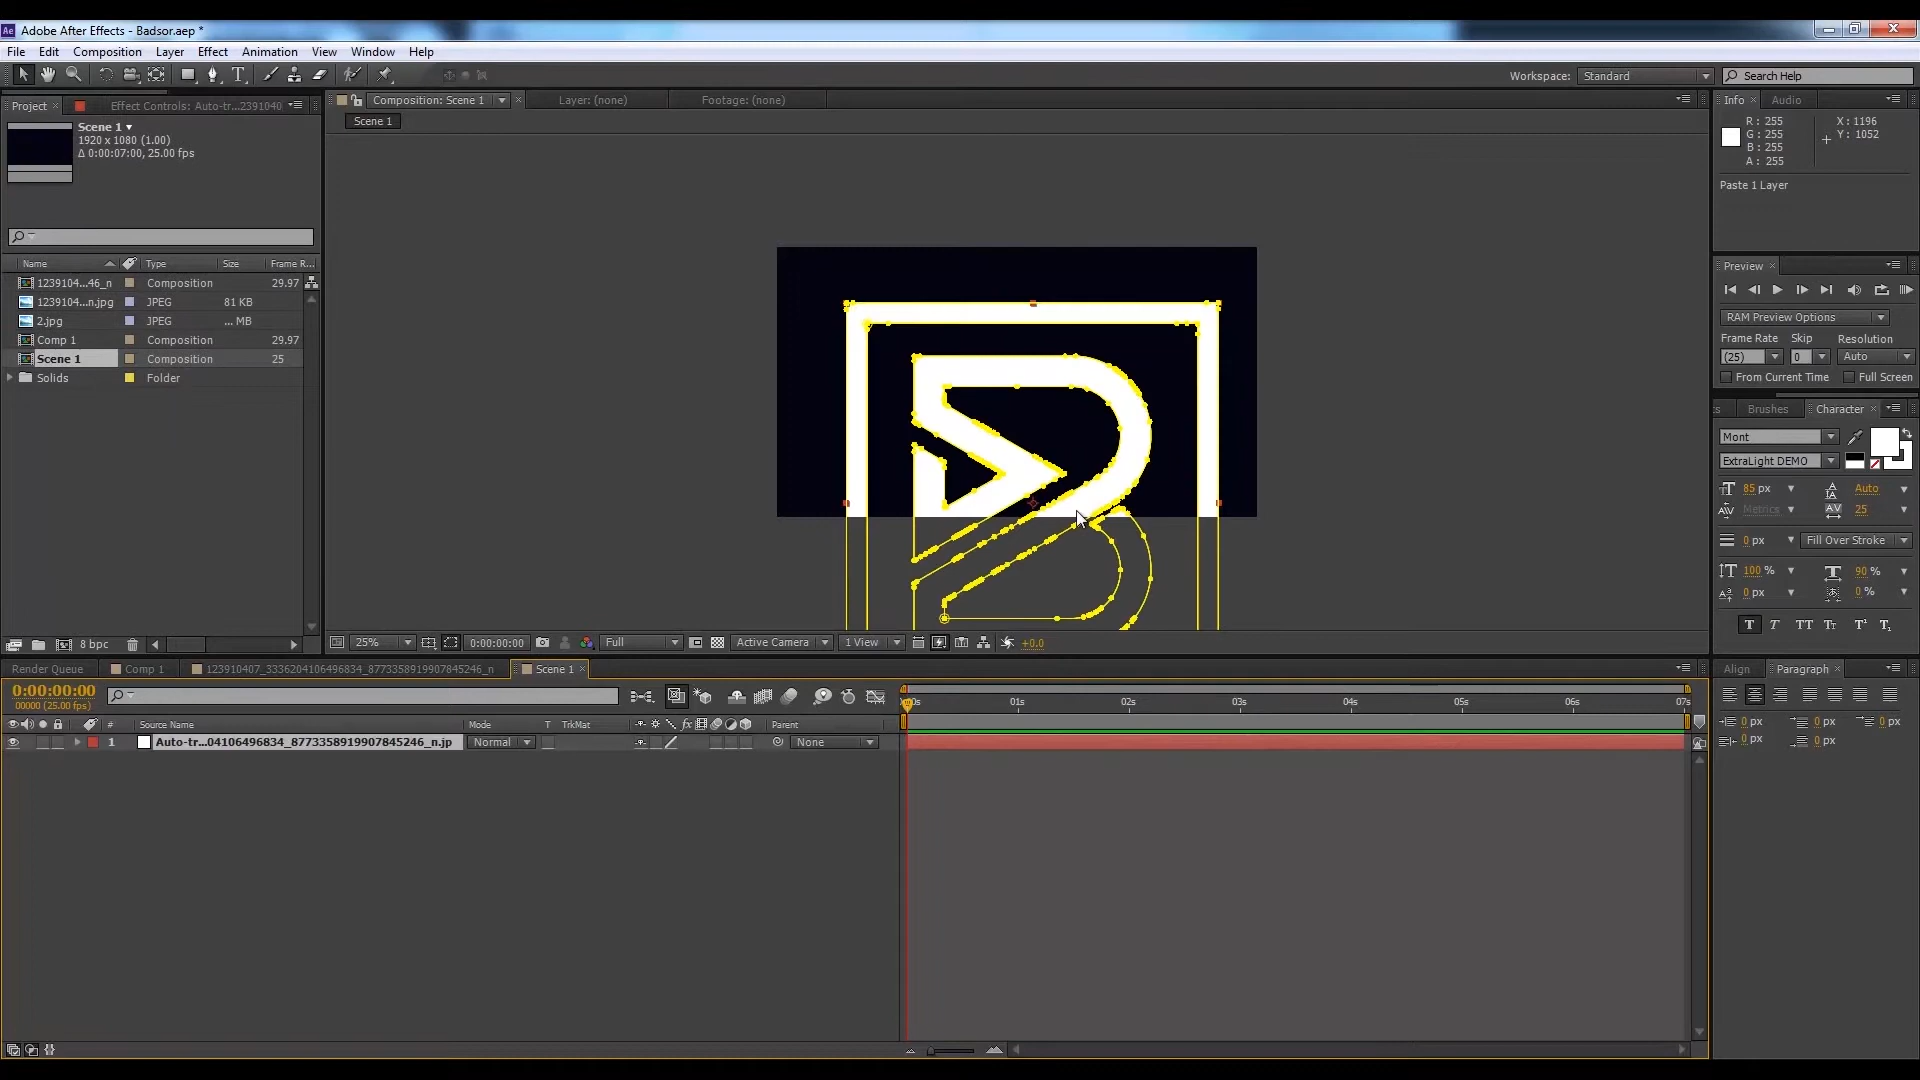 Ae Adobe After Effects - Badsor.aep *
File Edit Composition Layer Effect Animation View Window Help
T Workspace: Standard Search Help
Project × Effect Controls: Auto-tr...2391040
Composition: Scene 1 × Layer: (none) Footage: (none)
Info × Audio
Scene 1
Scene 1
1920 x 1080 (1.00)
Δ 0:00:07:00, 25.00 fps
R : 255
G : 255
B : 255
A : 255
X : 1196
Y : 1052
Paste 1 Layer
Name Type Size Frame R...
1239104...46_n Composition 29.97
1239104...n.jpg JPEG 81 KB
2.jpg JPEG ... MB
Comp 1 Composition 29.97
Scene 1 Composition 25
Solids Folder
8 bpc
25% 0:00:00:00 Full Active Camera 1 View +0.0
Preview ×
RAM Preview Options
Frame Rate Skip Resolution
(25) 0 Auto
From Current Time Full Screen
Brushes Character ×
Mont
ExtraLight DEMO
85 px Auto
Metrics 25
0 px Fill Over Stroke
100 % 90 %
0 px 0 %
T T TT Tt T¹ T₁
Align Paragraph ×
0 px 0 px 0 px
0 px 0 px
Render Queue Comp 1 123910407_3336204106496834_8773358919907845246_n Scene 1 ×
0:00:00:00
00000 (25.00 fps)
01s 02s 03s 04s 05s 06s 07s
# Source Name Mode T TrkMat fx Parent
1 Auto-tr...04106496834_8773358919907845246_n.jp Normal None